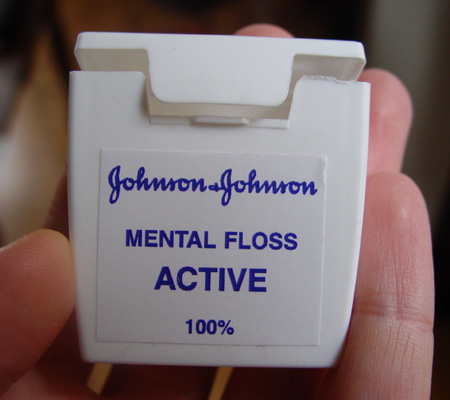 Johnson & Johnson
MENTAL FLOSS
ACTIVE
100%